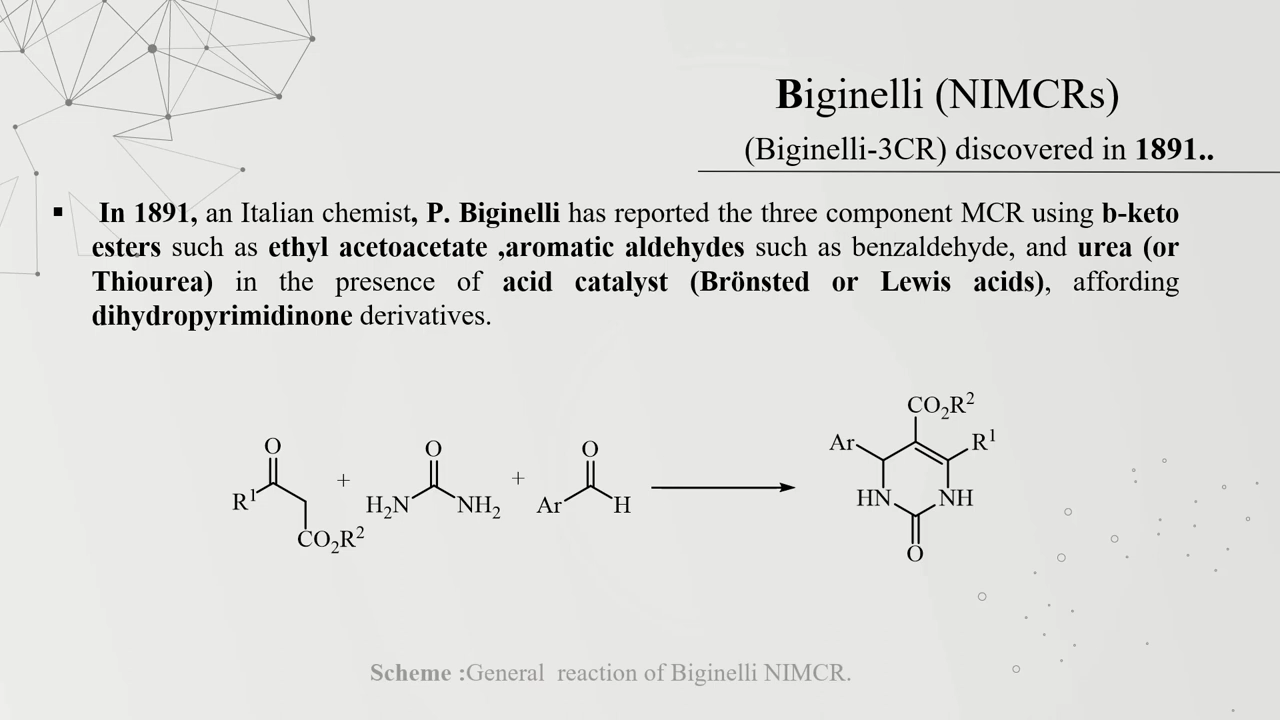 Biginelli (NIMCRs)
(Biginelli-3CR) discovered in 1891..
▪ In 1891, an Italian chemist, P. Biginelli has reported the three component MCR using b-keto
esters such as ethyl acetoacetate ,aromatic aldehydes such as benzaldehyde, and urea (or
Thiourea) in the presence of acid catalyst (Brönsted or Lewis acids), affording
dihydropyrimidinone derivatives.
O
R¹
CO₂R²
+
O
H₂N
NH₂
+
O
Ar
H
CO₂R²
Ar
R¹
HN
NH
O
Scheme :General reaction of Biginelli NIMCR.